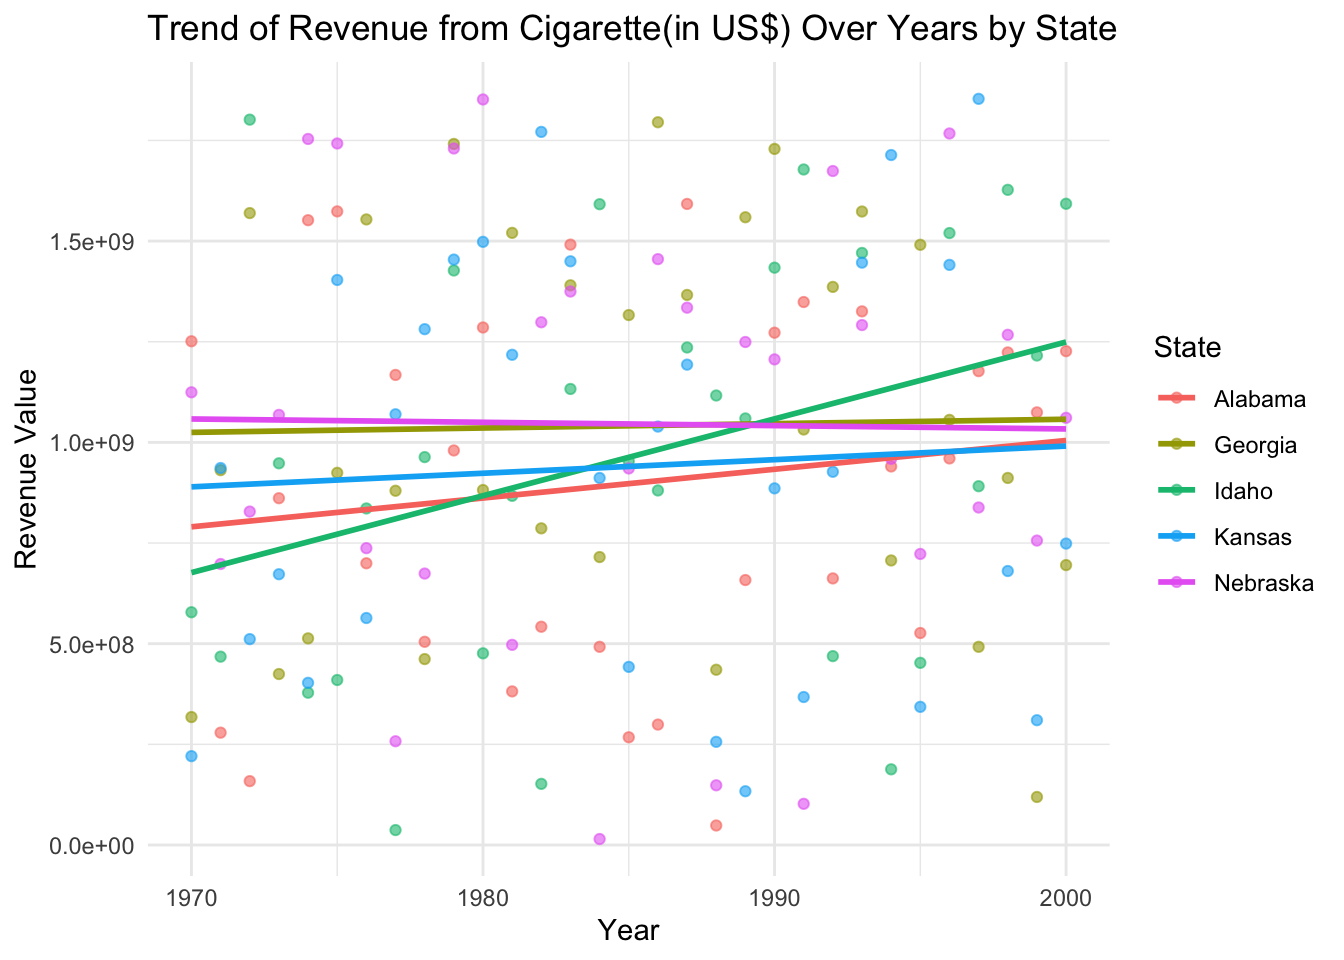 Trend of Revenue from Cigarette(in US$) Over Years by State
Revenue Value
1.5e+09
1.0e+09
5.0e+08
0.0e+00
1970
1980
1990
2000
Year
State
Alabama
Georgia
Idaho
Kansas
Nebraska